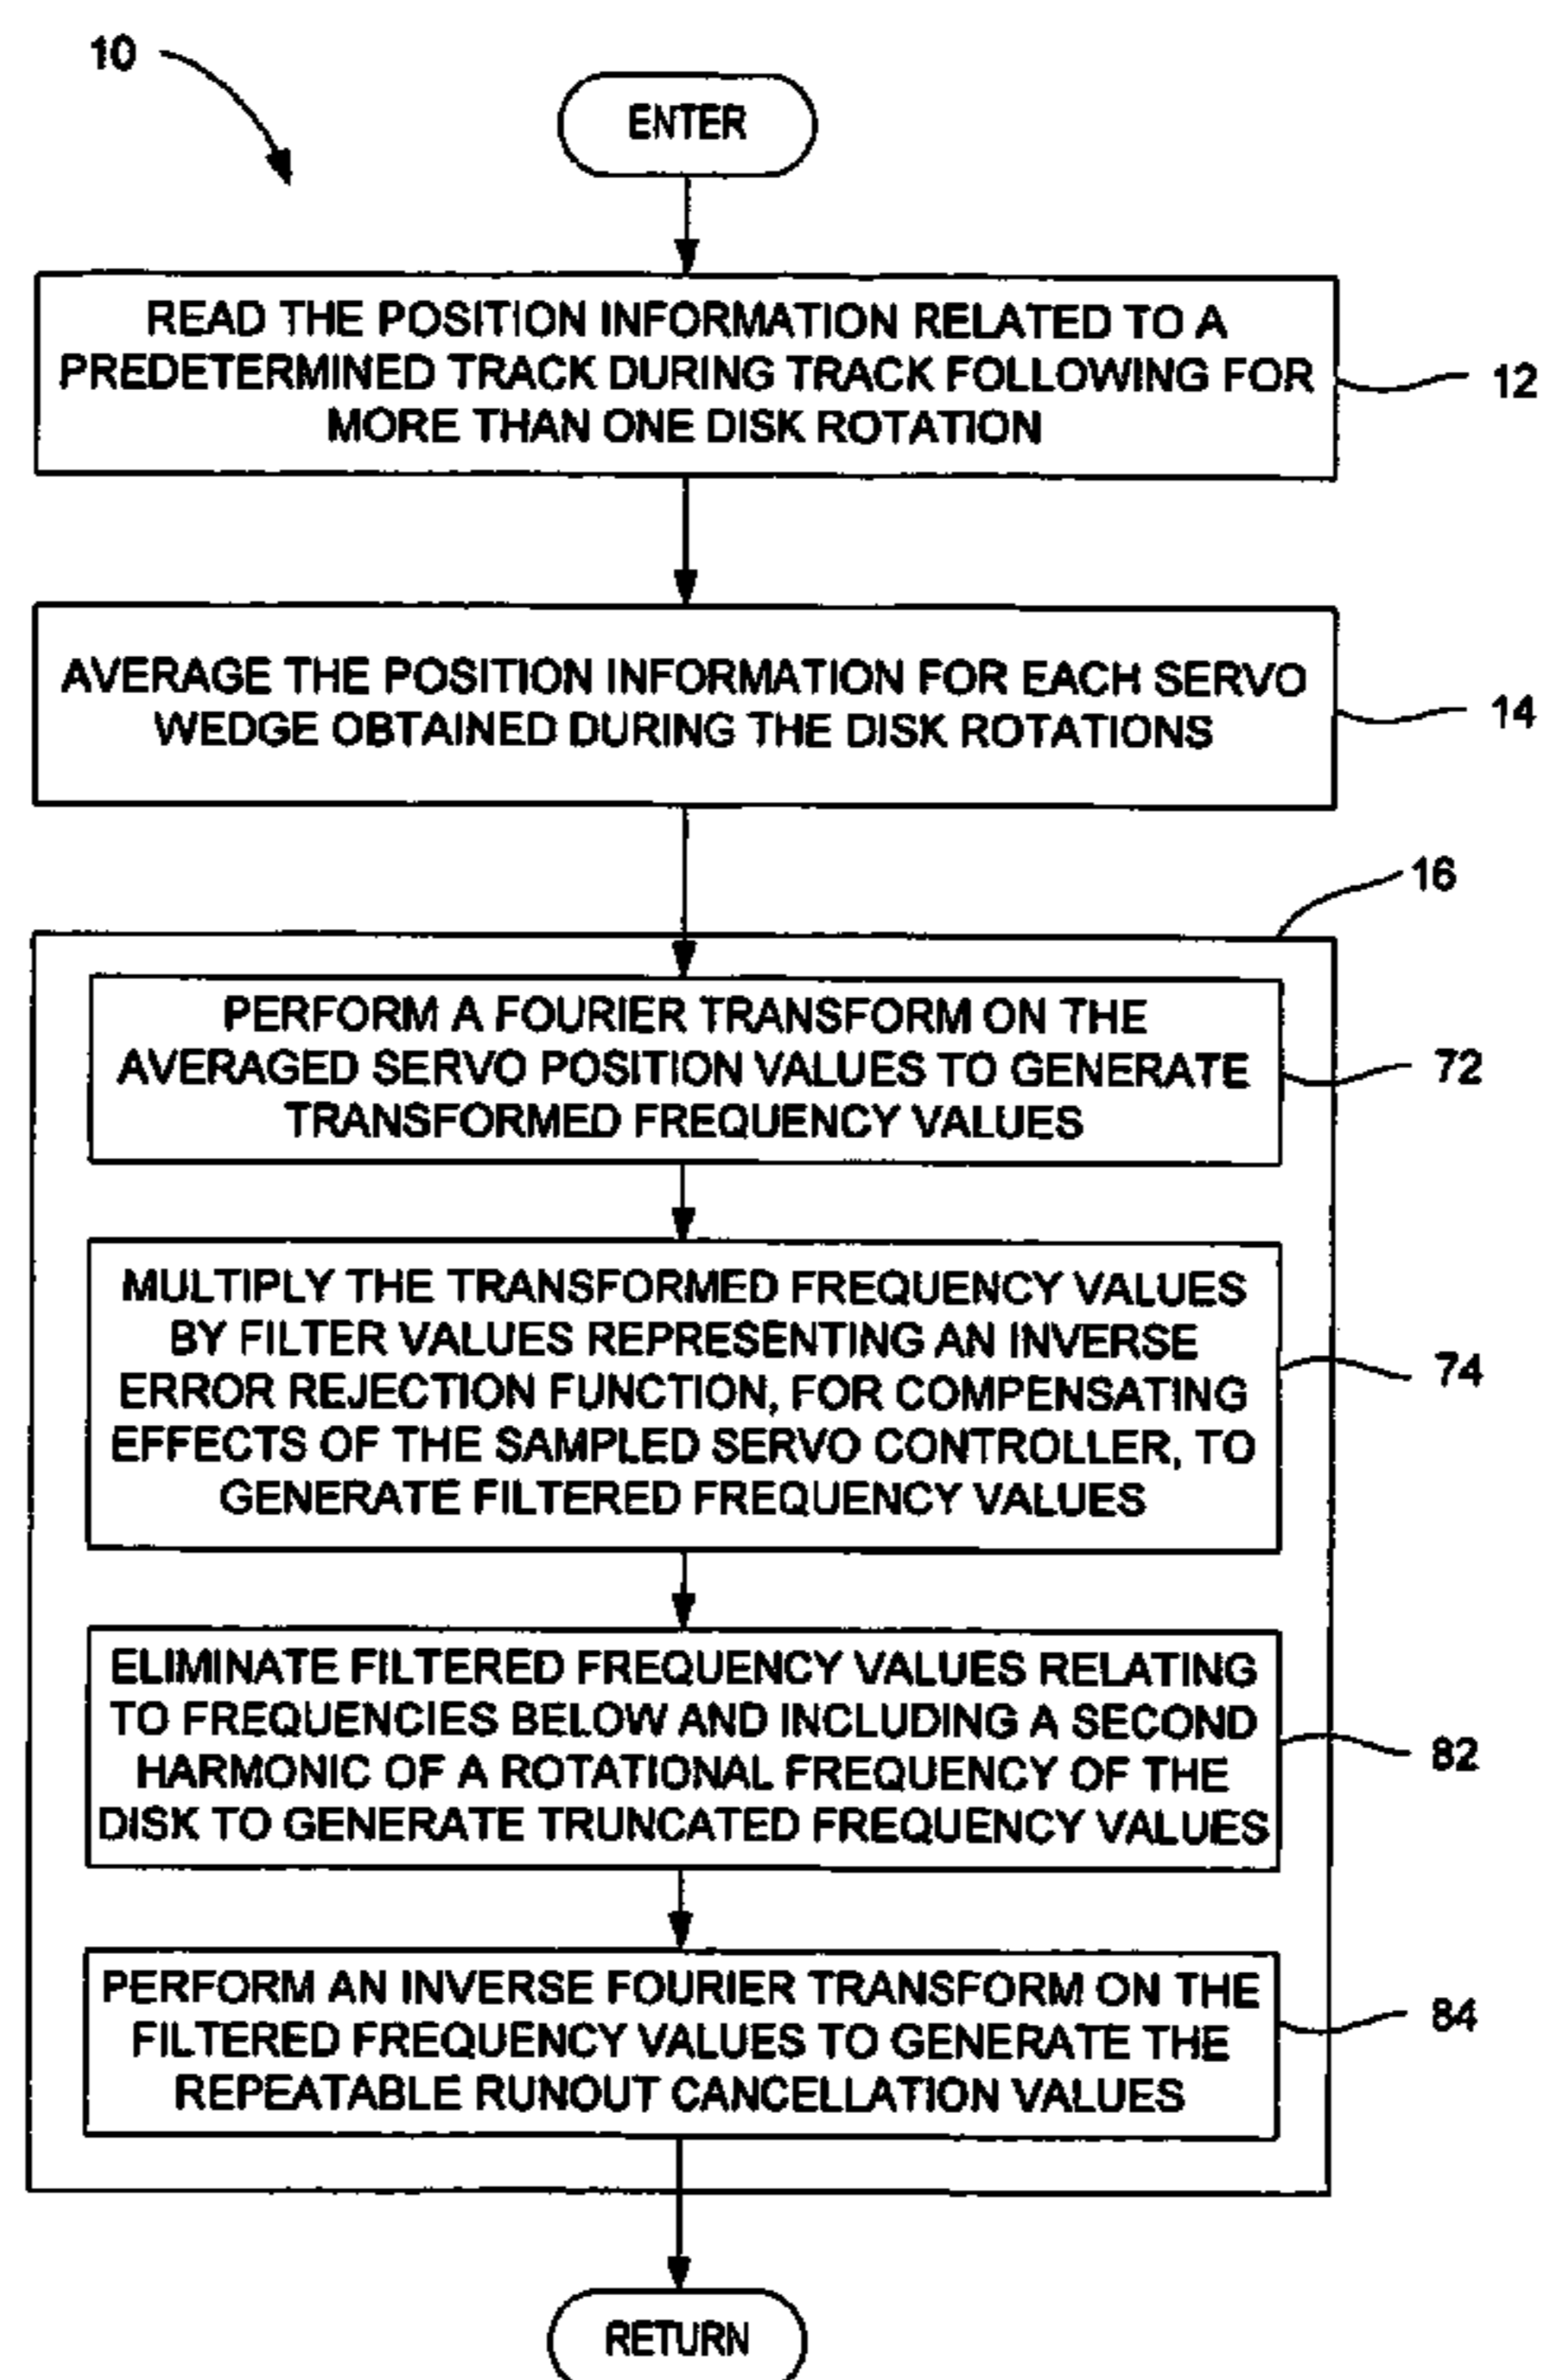 10
ENTER
READ THE POSITION INFORMATION RELATED TO A
PREDETERMINED TRACK DURING TRACK FOLLOWING FOR
MORE THAN ONE DISK ROTATION
12
AVERAGE THE POSITION INFORMATION FOR EACH SERVO
WEDGE OBTAINED DURING THE DISK ROTATIONS
14
16
PERFORM A FOURIER TRANSFORM ON THE
AVERAGED SERVO POSITION VALUES TO GENERATE
TRANSFORMED FREQUENCY VALUES
72
MULTIPLY THE TRANSFORMED FREQUENCY VALUES
BY FILTER VALUES REPRESENTING AN INVERSE
ERROR REJECTION FUNCTION, FOR COMPENSATING
EFFECTS OF THE SAMPLED SERVO CONTROLLER, TO
GENERATE FILTERED FREQUENCY VALUES
74
ELIMINATE FILTERED FREQUENCY VALUES RELATING
TO FREQUENCIES BELOW AND INCLUDING A SECOND
HARMONIC OF A ROTATIONAL FREQUENCY OF THE
DISK TO GENERATE TRUNCATED FREQUENCY VALUES
82
PERFORM AN INVERSE FOURIER TRANSFORM ON THE
FILTERED FREQUENCY VALUES TO GENERATE THE
REPEATABLE RUNOUT CANCELLATION VALUES
84
RETURN